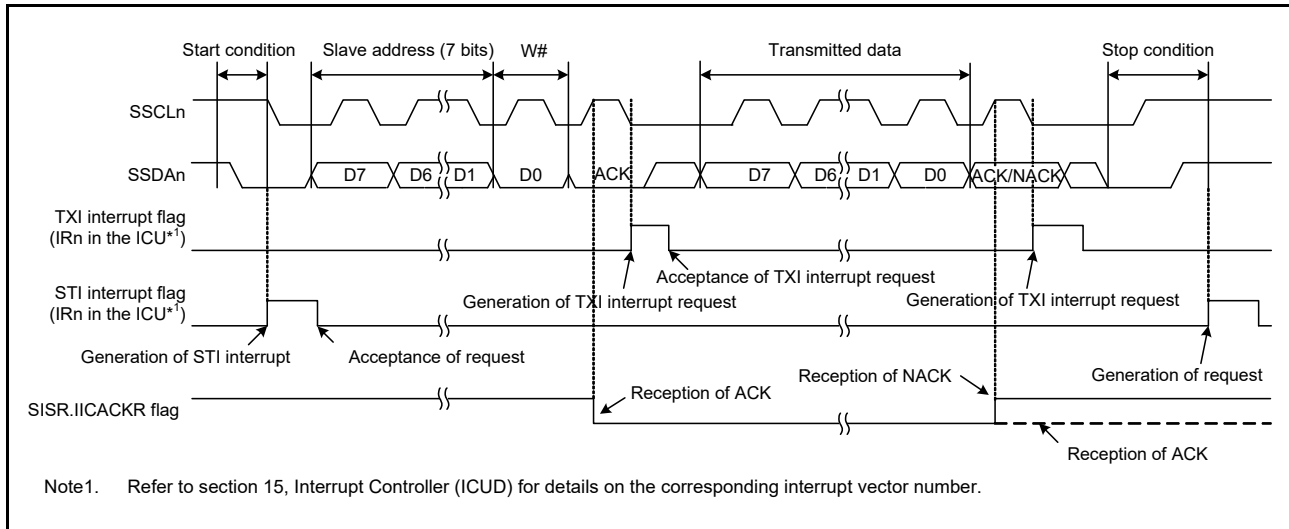 Start condition Slave address (7 bits) W# Transmitted data Stop condition
SSCLn
SSDAn D7 D6 D1 D0 ACK D7 D6 D1 D0 ACK/NACK
TXI interrupt flag
(IRn in the ICU*1)
Acceptance of TXI interrupt request
Generation of TXI interrupt request Generation of TXI interrupt request
STI interrupt flag
(IRn in the ICU*1)
Generation of STI interrupt Acceptance of request Generation of request
Reception of ACK Reception of NACK
SISR.IICACKR flag
Reception of ACK
Note1. Refer to section 15, Interrupt Controller (ICUD) for details on the corresponding interrupt vector number.